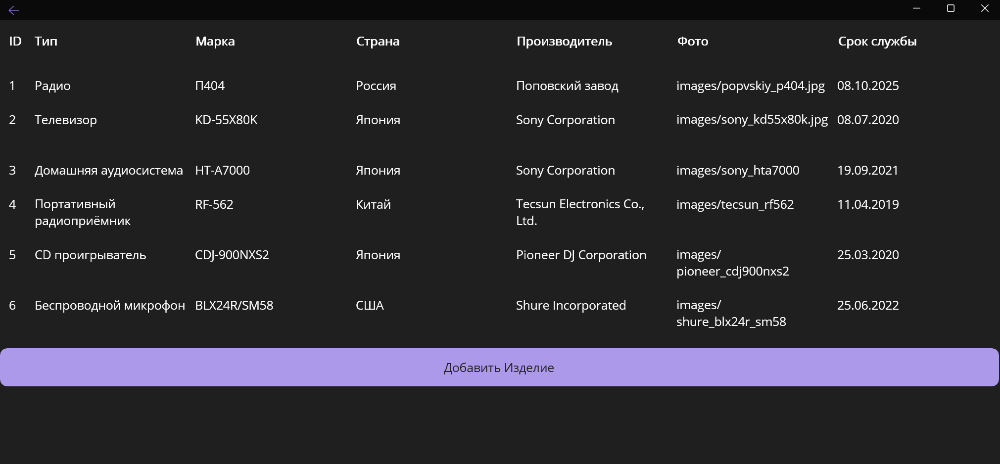 ID Тип Марка Страна Производитель Фото Срок службы
1 Радио П404 Россия Поповский завод images/popvskiy_p404.jpg 08.10.2025
2 Телевизор KD-55X80K Япония Sony Corporation images/sony_kd55x80k.jpg 08.07.2020
3 Домашняя аудиосистема HT-A7000 Япония Sony Corporation images/sony_hta7000 19.09.2021
4 Портативный RF-562 Китай Tecsun Electronics Co., images/tecsun_rf562 11.04.2019
радиоприёмник Ltd.
5 CD проигрыватель CDJ-900NXS2 Япония Pioneer DJ Corporation images/ 25.03.2020
pioneer_cdj900nxs2
6 Беспроводной микрофон BLX24R/SM58 США Shure Incorporated images/ 25.06.2022
shure_blx24r_sm58
Добавить Изделие